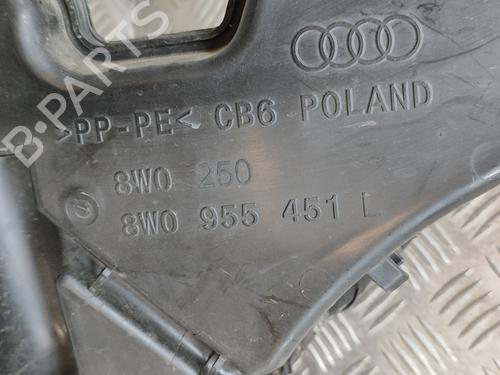 B-PARTS
>PP-PE< CB6 POLAND
8W0 250
8W0 955 451 L